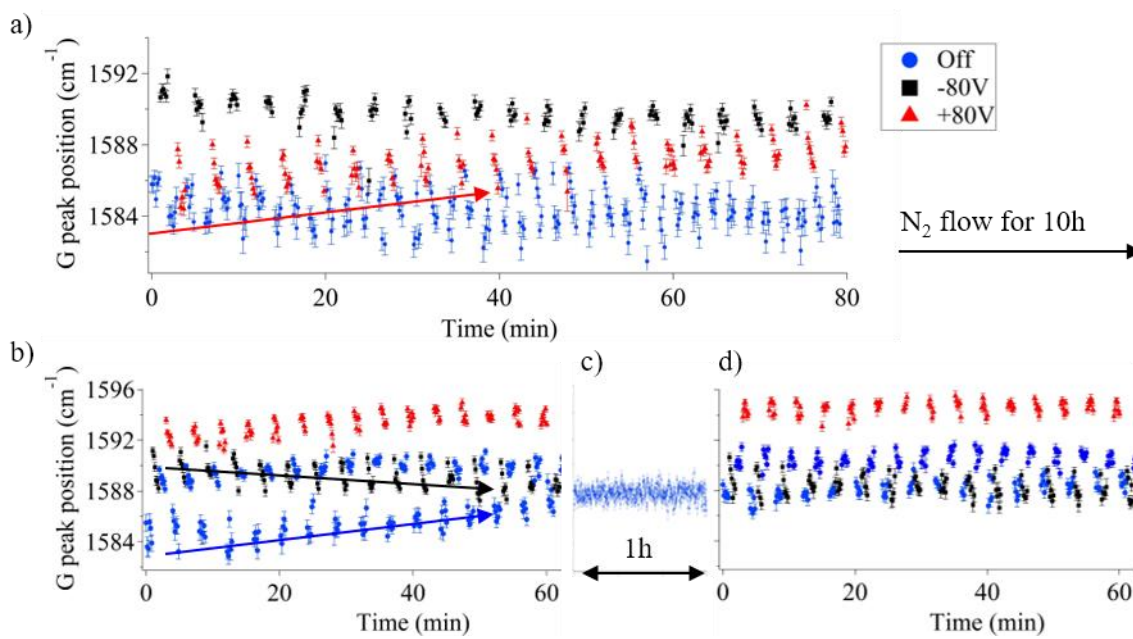 a)
G peak position (cm⁻¹)
1592
1588
1584
0 20 40 60 80
Time (min)
Off
-80V
+80V
N₂ flow for 10h
b)
G peak position (cm⁻¹)
1596
1592
1588
1584
0 20 40 60
Time (min)
c)
1h
d)
0 20 40 60
Time (min)